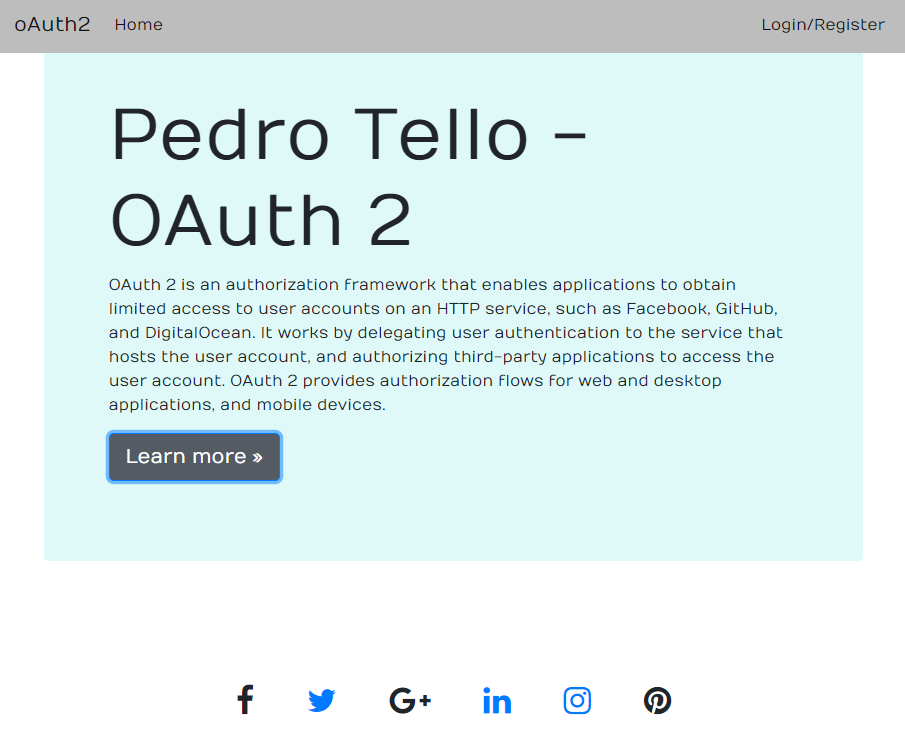 oAuth2 Home Login/Register
Pedro Tello -
OAuth 2
OAuth 2 is an authorization framework that enables applications to obtain
limited access to user accounts on an HTTP service, such as Facebook, GitHub,
and DigitalOcean. It works by delegating user authentication to the service that
hosts the user account, and authorizing third-party applications to access the
user account. OAuth 2 provides authorization flows for web and desktop
applications, and mobile devices.
Learn more »